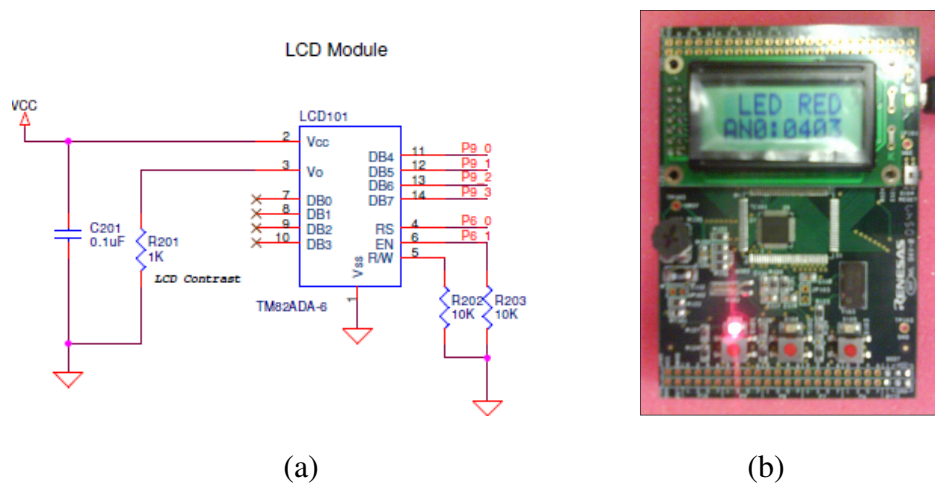 LCD Module
VCC
LCD101
2 Vcc
3 Vo
7 DB0
8 DB1
9 DB2
10 DB3
DB4 11 P9_0
DB5 12 P9_1
DB6 13 P9_2
DB7 14 P9_3
RS 4 P6_0
EN 6 P6_1
R/W 5
Vss
1
TM82ADA-6
C201
0.1uF
R201
1K
LCD Contrast
R202
10K
R203
10K
LED RED
AN0:0403
RENESAS
(a)
(b)